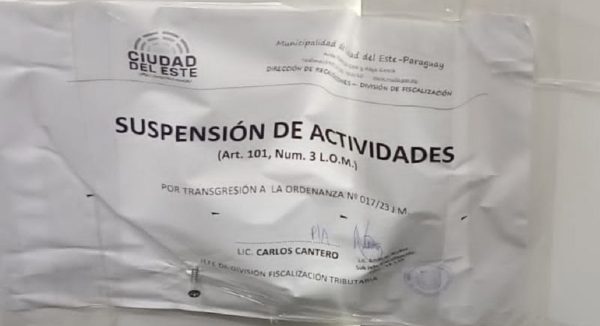 CIUDAD
DEL ESTE
Municipalidad de Ciudad del Este-Paraguay
DIRECCIÓN DE RECAUDACIONES – DIVISIÓN DE FISCALIZACIÓN
SUSPENSIÓN DE ACTIVIDADES
(Art. 101, Num. 3 L.O.M.)
POR TRANSGRESIÓN A LA ORDENANZA Nº 017/23 J.M
P/A
LIC. CARLOS CANTERO
JEFE DE DIVISIÓN FISCALIZACIÓN TRIBUTARIA